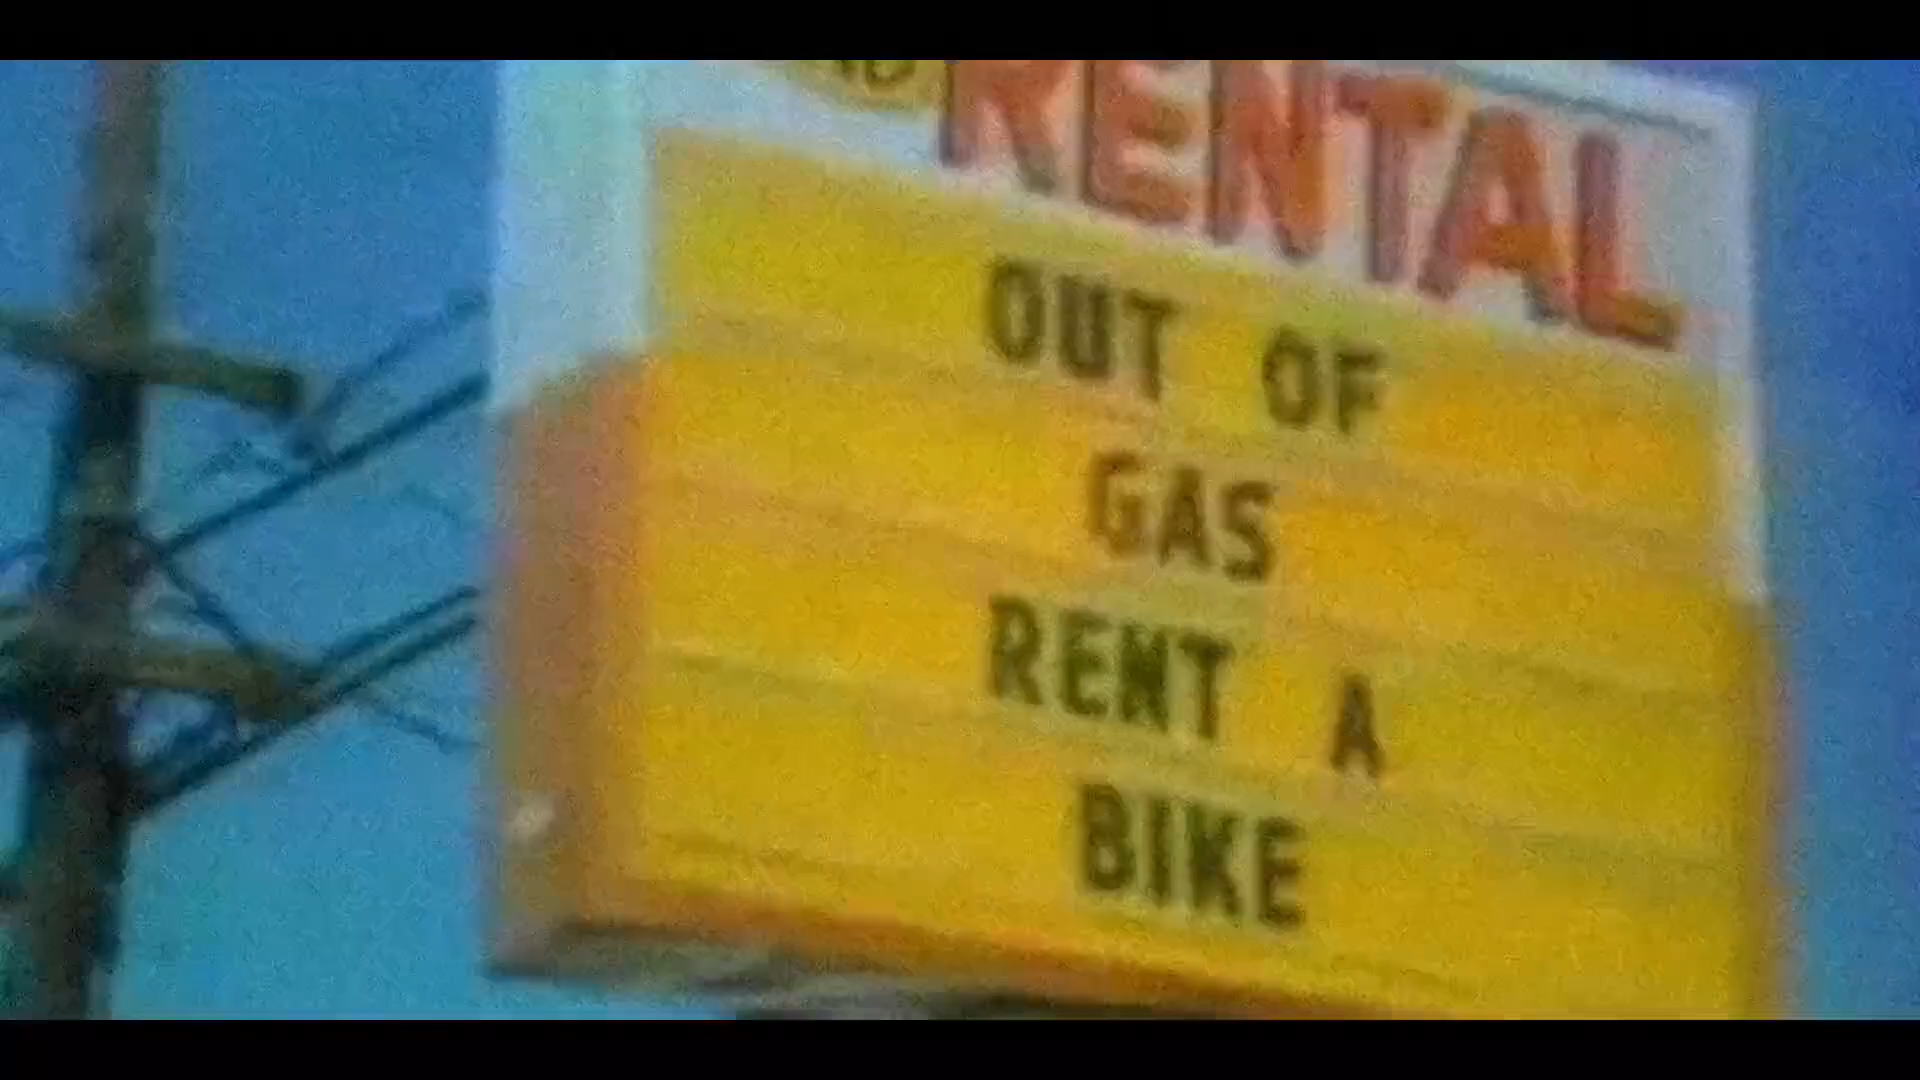 RENTAL
OUT OF
GAS
RENT A
BIKE